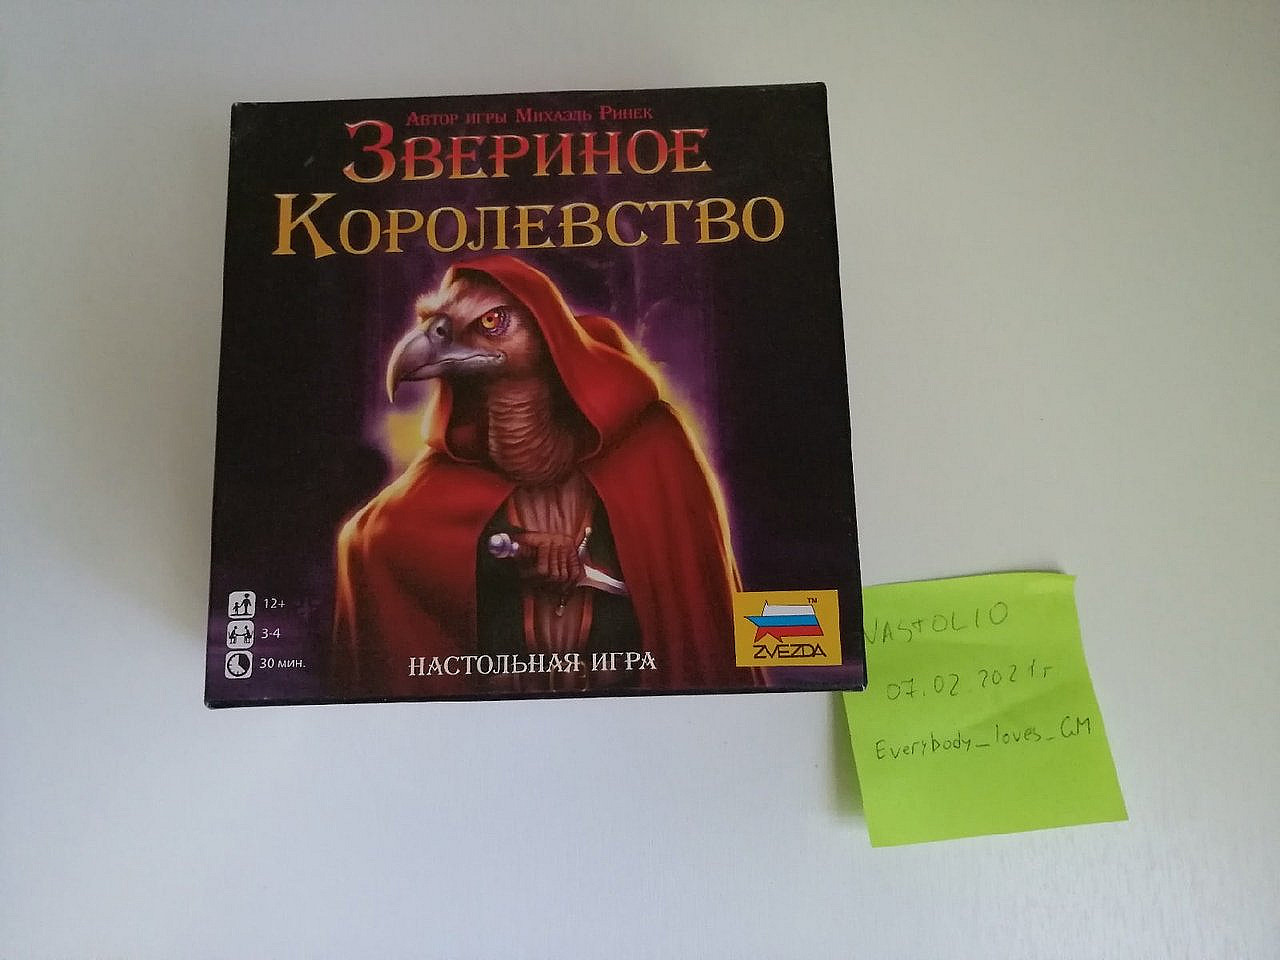 Автор игры Михаэль Ринек
Звериное
Королевство
12+
3-4
30 мин.
НАСТОЛЬНАЯ ИГРА
TM
ZVEZDA
VASTOLIO
07.02.2021г
Everybody_loves_GM